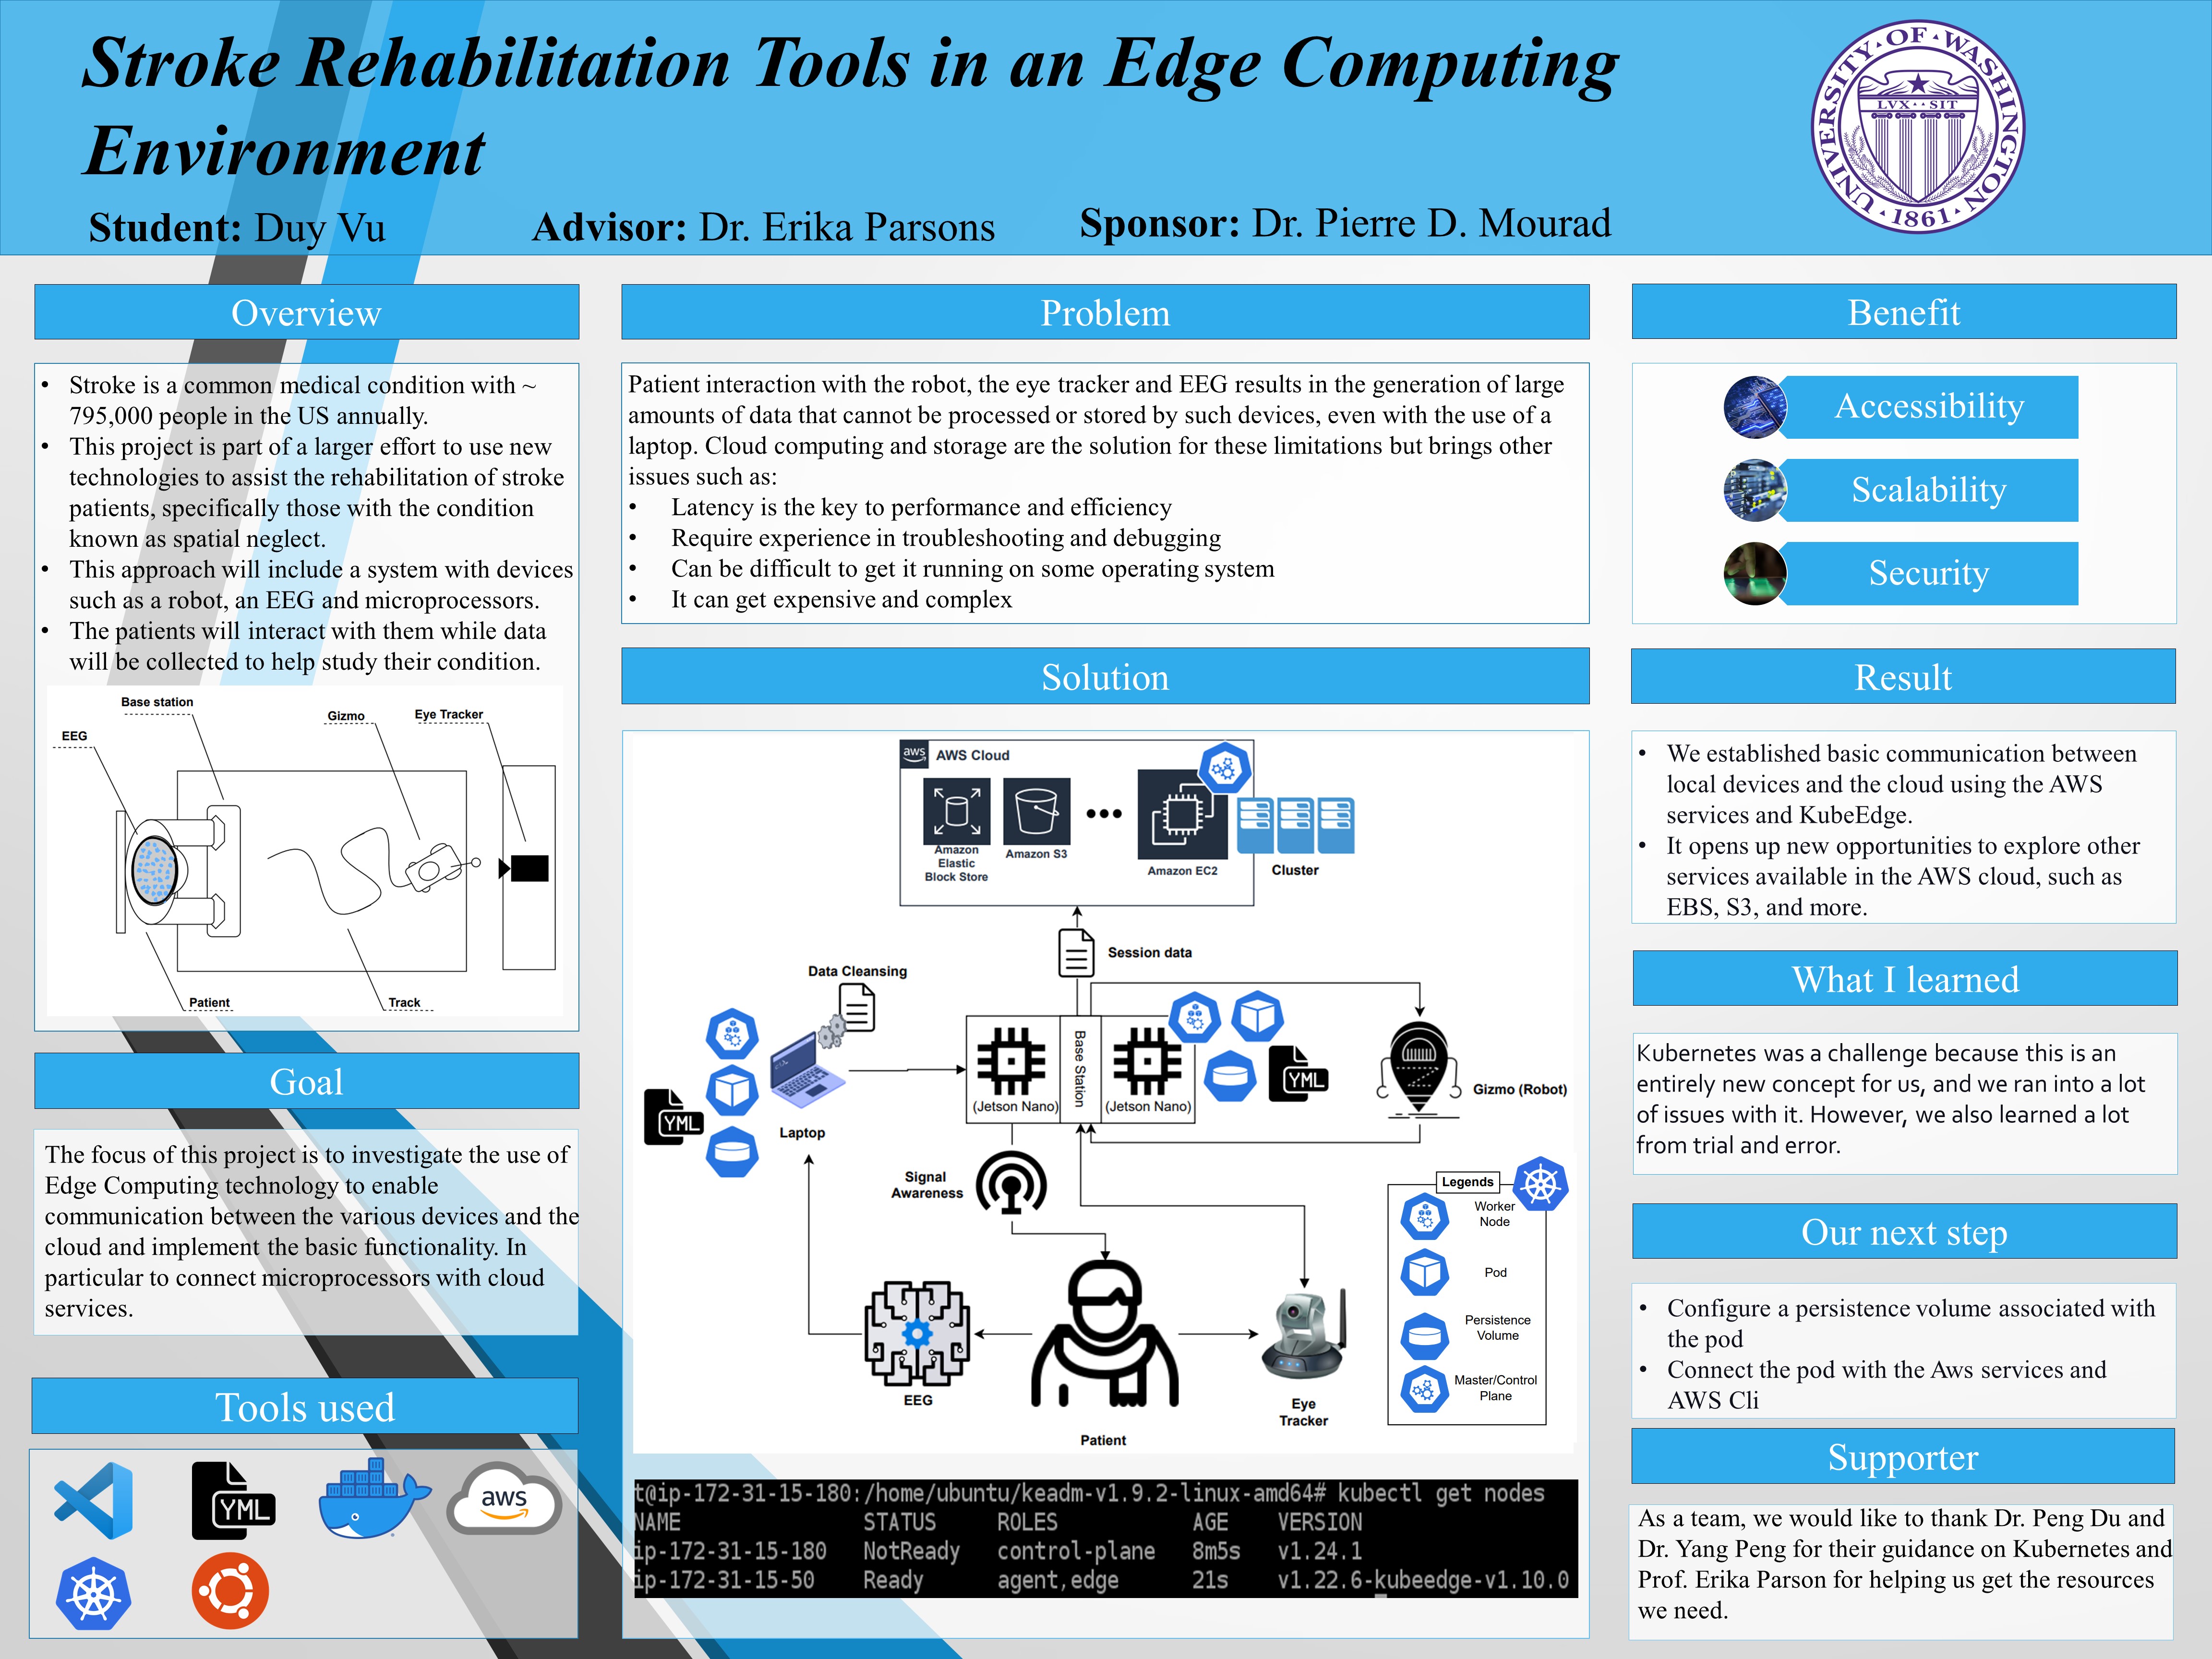 Stroke Rehabilitation Tools in an Edge Computing
Environment
Student: Duy Vu
Advisor: Dr. Erika Parsons
Sponsor: Dr. Pierre D. Mourad
UNIVERSITY · OF · WASHINGTON
LVX · · SIT
· 1861 ·
Overview
• Stroke is a common medical condition with ~
795,000 people in the US annually.
• This project is part of a larger effort to use new
technologies to assist the rehabilitation of stroke
patients, specifically those with the condition
known as spatial neglect.
• This approach will include a system with devices
such as a robot, an EEG and microprocessors.
• The patients will interact with them while data
will be collected to help study their condition.
Base station
Gizmo
Eye Tracker
EEG
Patient
Track
Goal
The focus of this project is to investigate the use of
Edge Computing technology to enable
communication between the various devices and the
cloud and implement the basic functionality. In
particular to connect microprocessors with cloud
services.
Tools used
YML
aws
Problem
Patient interaction with the robot, the eye tracker and EEG results in the generation of large
amounts of data that cannot be processed or stored by such devices, even with the use of a
laptop. Cloud computing and storage are the solution for these limitations but brings other
issues such as:
• Latency is the key to performance and efficiency
• Require experience in troubleshooting and debugging
• Can be difficult to get it running on some operating system
• It can get expensive and complex
Solution
aws
AWS Cloud
Amazon
Elastic
Block Store
Amazon S3
Amazon EC2
Cluster
Session data
Data Cleansing
YML
Laptop
(Jetson Nano)
Base Station
(Jetson Nano)
YML
Gizmo (Robot)
Signal
Awareness
EEG
Patient
Eye
Tracker
Legends
Worker
Node
Pod
Persistence
Volume
Master/Control
Plane
t@ip-172-31-15-180:/home/ubuntu/keadm-v1.9.2-linux-amd64# kubectl get nodes
NAME STATUS ROLES AGE VERSION
ip-172-31-15-180 NotReady control-plane 8m5s v1.24.1
ip-172-31-15-50 Ready agent,edge 21s v1.22.6-kubeedge-v1.10.0
Benefit
Accessibility
Scalability
Security
Result
• We established basic communication between
local devices and the cloud using the AWS
services and KubeEdge.
• It opens up new opportunities to explore other
services available in the AWS cloud, such as
EBS, S3, and more.
What I learned
Kubernetes was a challenge because this is an
entirely new concept for us, and we ran into a lot
of issues with it. However, we also learned a lot
from trial and error.
Our next step
• Configure a persistence volume associated with
the pod
• Connect the pod with the Aws services and
AWS Cli
Supporter
As a team, we would like to thank Dr. Peng Du and
Dr. Yang Peng for their guidance on Kubernetes and
Prof. Erika Parson for helping us get the resources
we need.